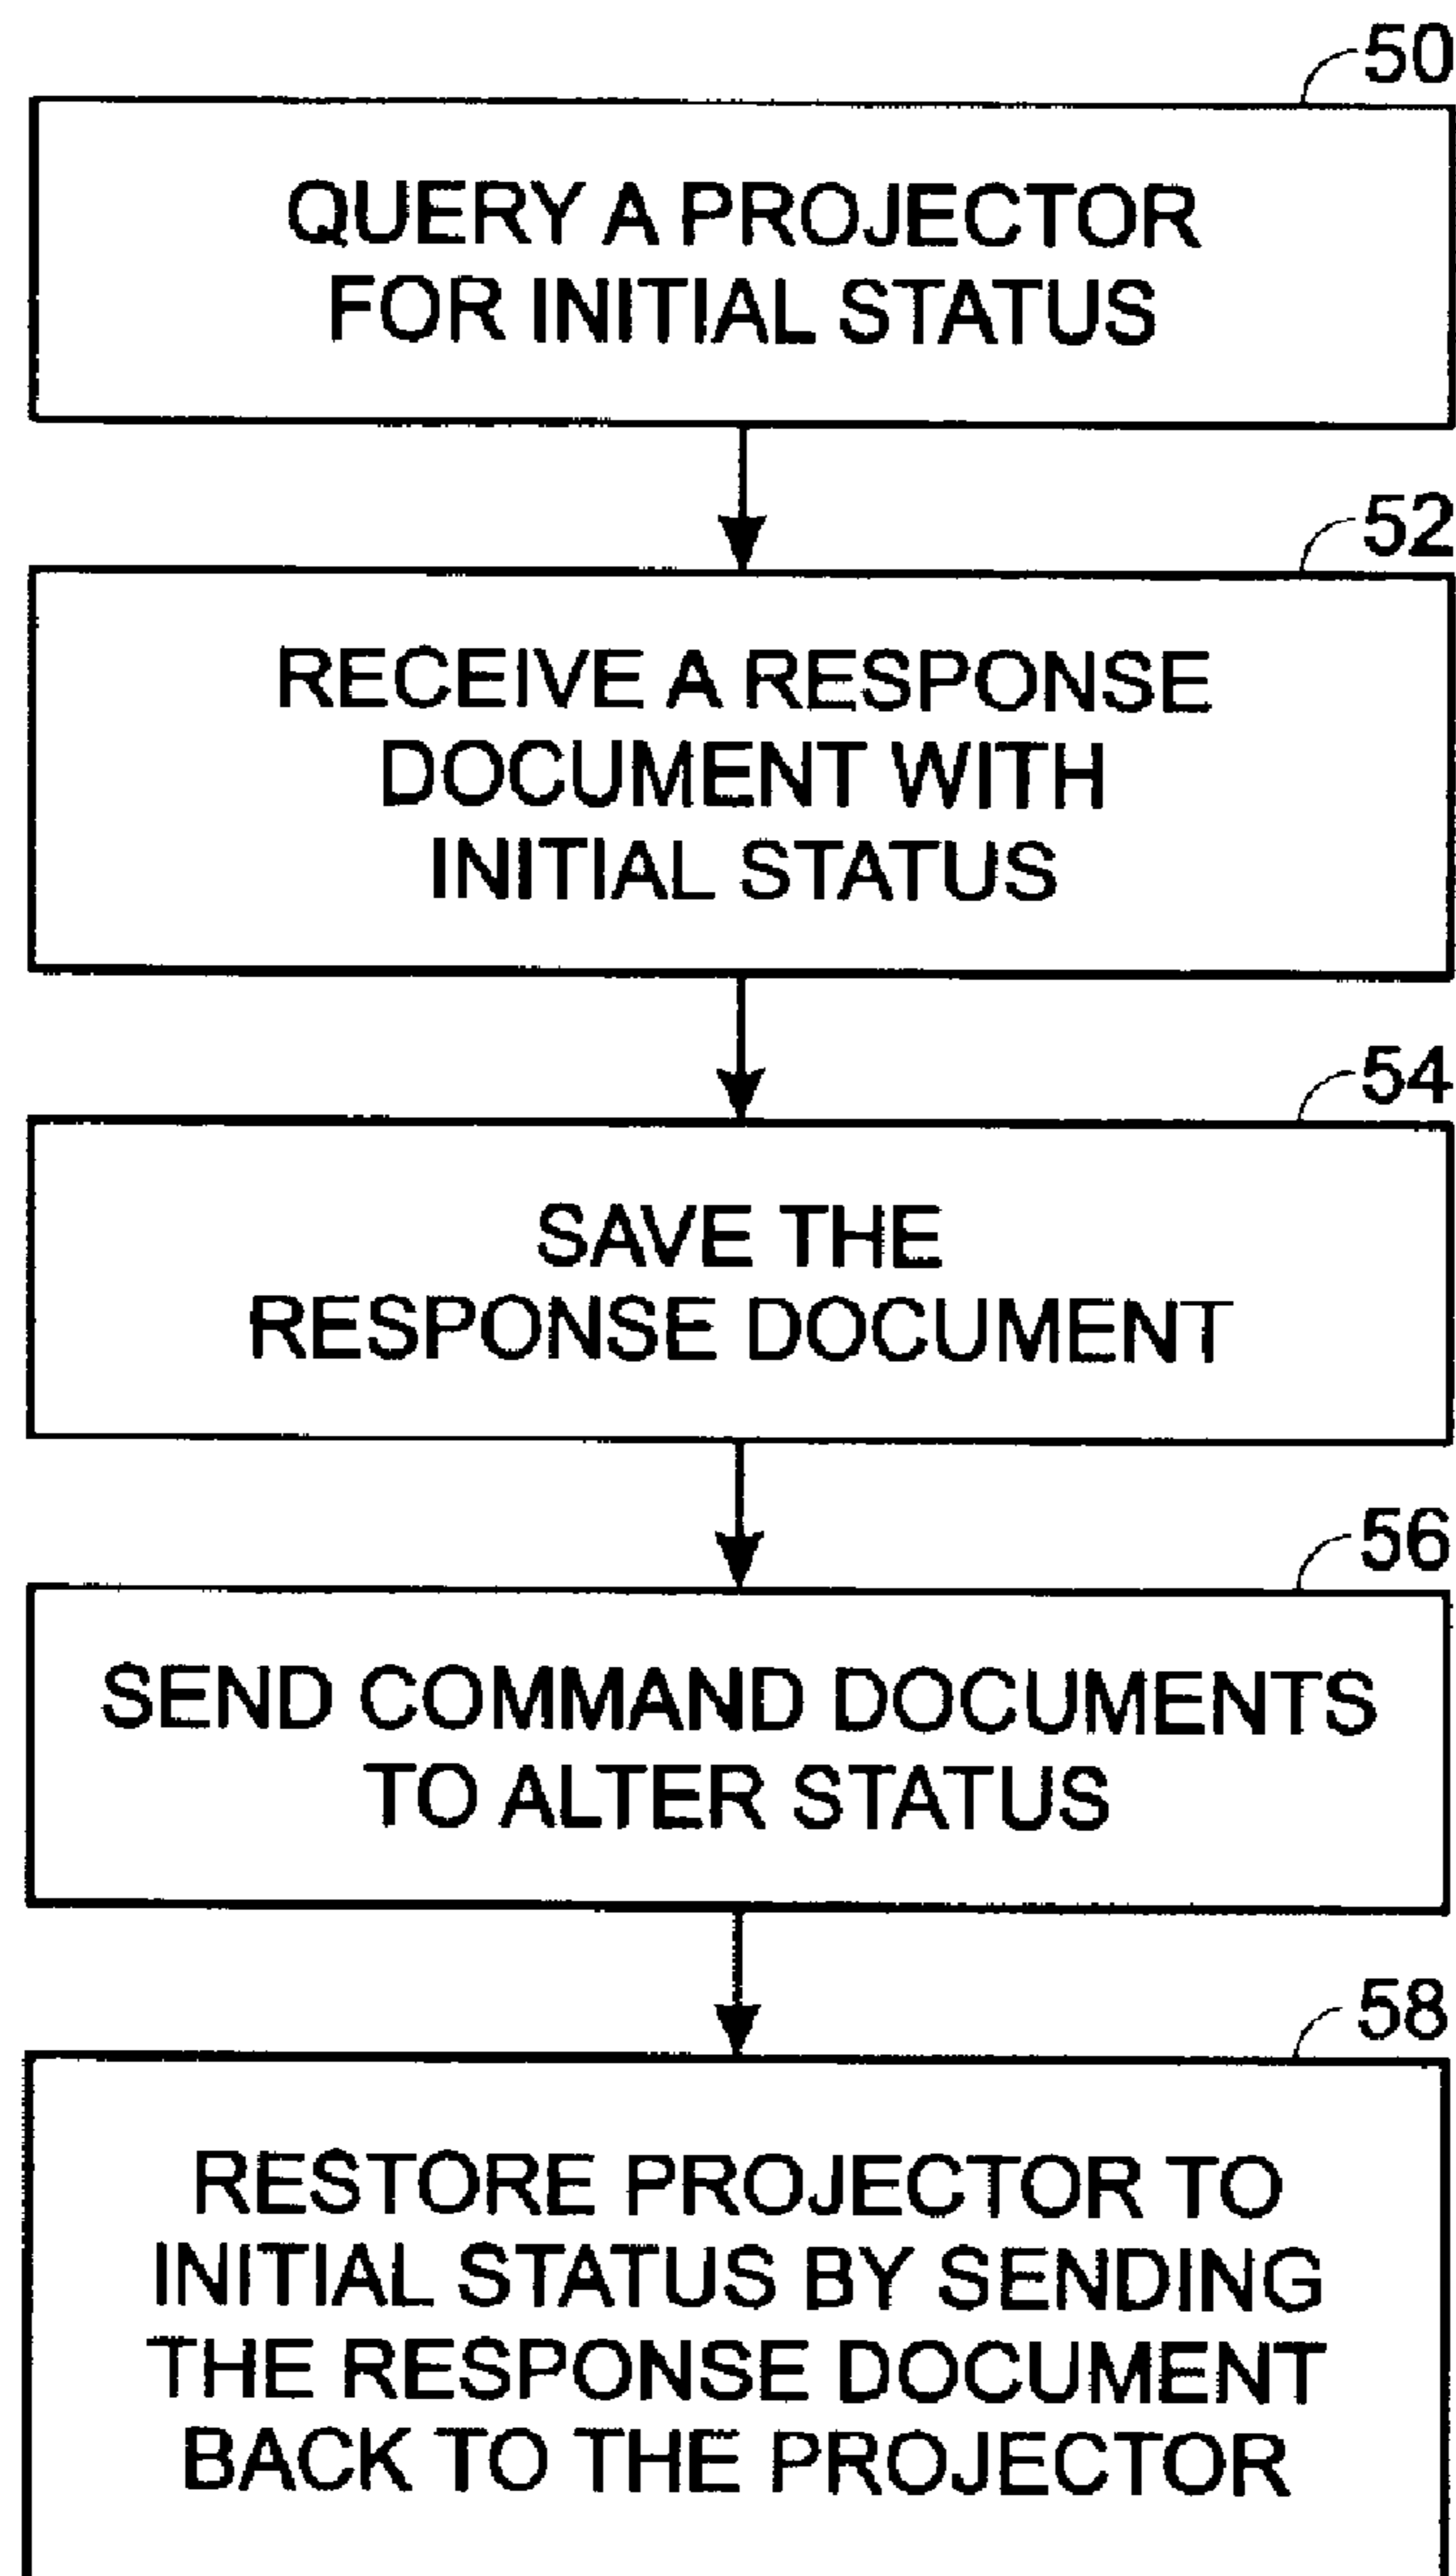 50
QUERY A PROJECTOR
FOR INITIAL STATUS
52
RECEIVE A RESPONSE
DOCUMENT WITH
INITIAL STATUS
54
SAVE THE
RESPONSE DOCUMENT
56
SEND COMMAND DOCUMENTS
TO ALTER STATUS
58
RESTORE PROJECTOR TO
INITIAL STATUS BY SENDING
THE RESPONSE DOCUMENT
BACK TO THE PROJECTOR